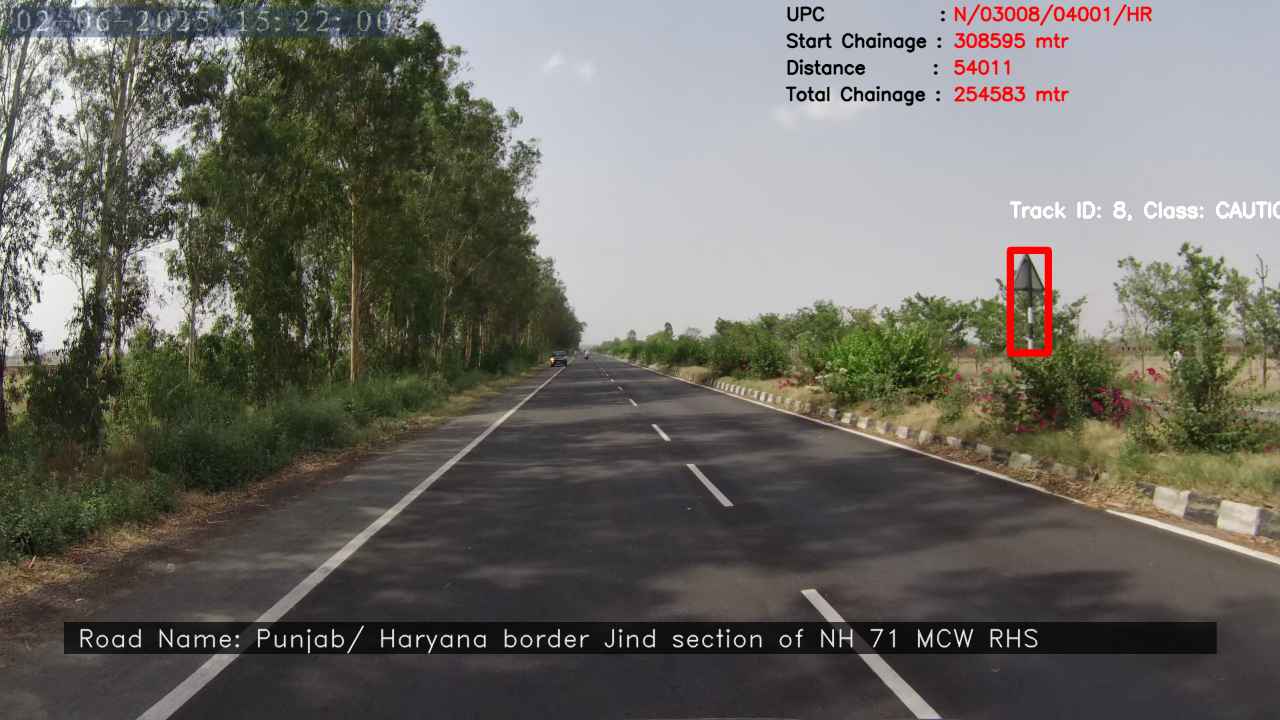 02-06-2025 15:22:00
UPC : N/03008/04001/HR
Start Chainage : 308595 mtr
Distance : 54011
Total Chainage : 254583 mtr
Track ID: 8, Class: CAUTIO
Road Name: Punjab/ Haryana border Jind section of NH 71 MCW RHS